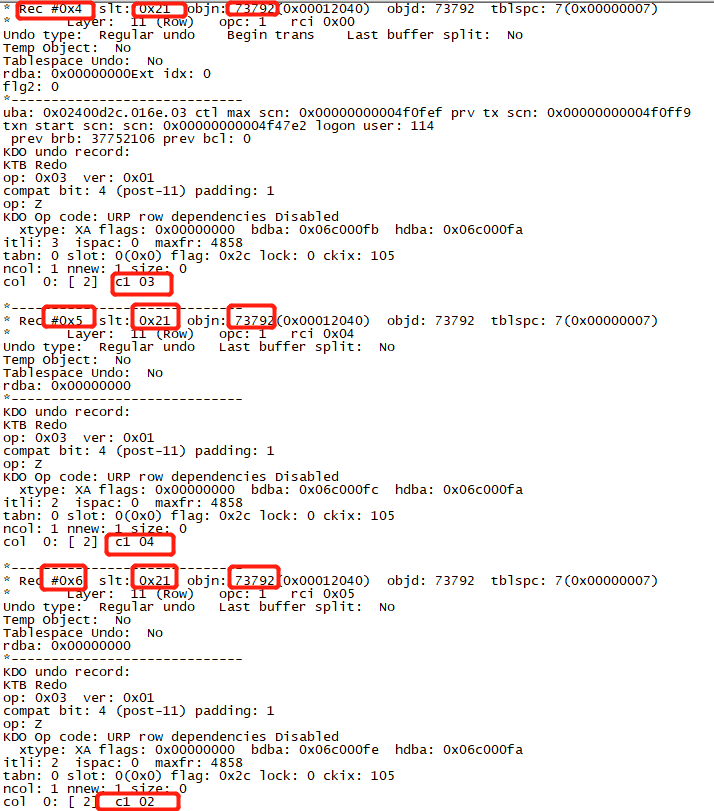 * Rec #0x4  slt: 0x21  objn: 73792(0x00012040)  objd: 73792  tblspc: 7(0x00000007)
*       Layer:  11 (Row)   opc: 1   rci 0x00
Undo type:  Regular undo    Begin trans    Last buffer split:  No
Temp Object:  No
Tablespace Undo:  No
rdba: 0x00000000Ext idx: 0
flg2: 0
*-----------------------------
uba: 0x02400d2c.016e.03 ctl max scn: 0x00000000004f0fef prv tx scn: 0x00000000004f0ff9
txn start scn: scn: 0x00000000004f47e2 logon user: 114
 prev brb: 37752106 prev bcl: 0
KDO undo record:
KTB Redo
op: 0x03  ver: 0x01
compat bit: 4 (post-11) padding: 1
op: Z
KDO Op code: URP row dependencies Disabled
  xtype: XA flags: 0x00000000  bdba: 0x06c000fb  hdba: 0x06c000fa
itli: 3  ispac: 0  maxfr: 4858
tabn: 0 slot: 0(0x0) flag: 0x2c lock: 0 ckix: 105
ncol: 1 nnew: 1 size: 0
col  0: [ 2]  c1 03
*-----------------------------
* Rec #0x5  slt: 0x21  objn: 73792(0x00012040)  objd: 73792  tblspc: 7(0x00000007)
*       Layer:  11 (Row)   opc: 1   rci 0x04
Undo type:  Regular undo   Last buffer split:  No
Temp Object:  No
Tablespace Undo:  No
rdba: 0x00000000
*-----------------------------
KDO undo record:
KTB Redo
op: 0x03  ver: 0x01
compat bit: 4 (post-11) padding: 1
op: Z
KDO Op code: URP row dependencies Disabled
  xtype: XA flags: 0x00000000  bdba: 0x06c000fc  hdba: 0x06c000fa
itli: 2  ispac: 0  maxfr: 4858
tabn: 0 slot: 0(0x0) flag: 0x2c lock: 0 ckix: 105
ncol: 1 nnew: 1 size: 0
col  0: [ 2]  c1 04
*-----------------------------
* Rec #0x6  slt: 0x21  objn: 73792(0x00012040)  objd: 73792  tblspc: 7(0x00000007)
*       Layer:  11 (Row)   opc: 1   rci 0x05
Undo type:  Regular undo   Last buffer split:  No
Temp Object:  No
Tablespace Undo:  No
rdba: 0x00000000
*-----------------------------
KDO undo record:
KTB Redo
op: 0x03  ver: 0x01
compat bit: 4 (post-11) padding: 1
op: Z
KDO Op code: URP row dependencies Disabled
  xtype: XA flags: 0x00000000  bdba: 0x06c000fe  hdba: 0x06c000fa
itli: 2  ispac: 0  maxfr: 4858
tabn: 0 slot: 0(0x0) flag: 0x2c lock: 0 ckix: 105
ncol: 1 nnew: 1 size: 0
col  0: [ 2]  c1 02